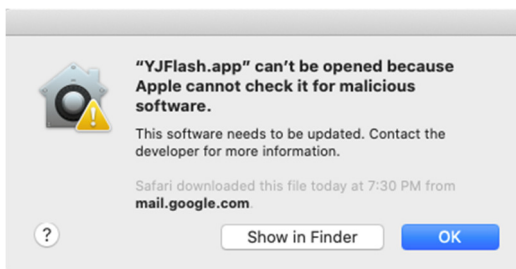 “YJFlash.app” can’t be opened because
Apple cannot check it for malicious
software.
This software needs to be updated. Contact the
developer for more information.
Safari downloaded this file today at 7:30 PM from
mail.google.com.
?
Show in Finder
OK